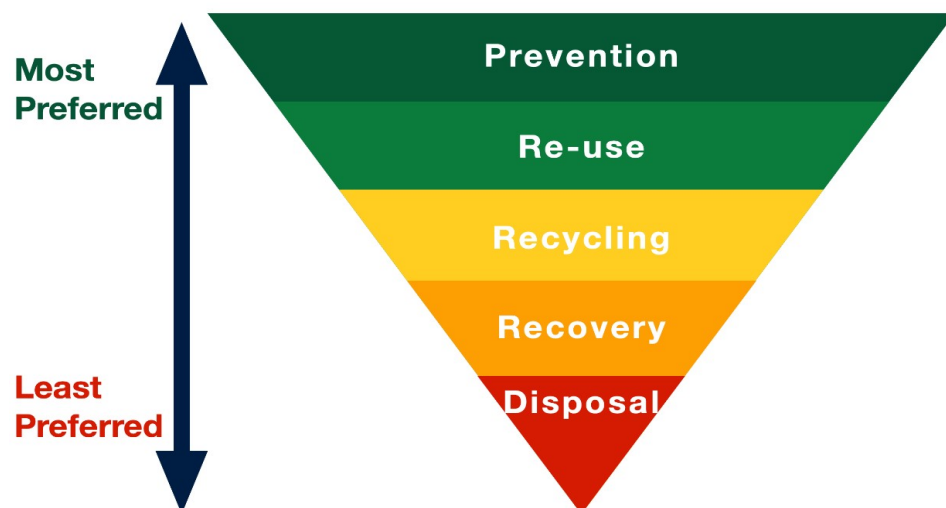 Most
Preferred
Prevention
Re-use
Recycling
Recovery
Disposal
Least
Preferred